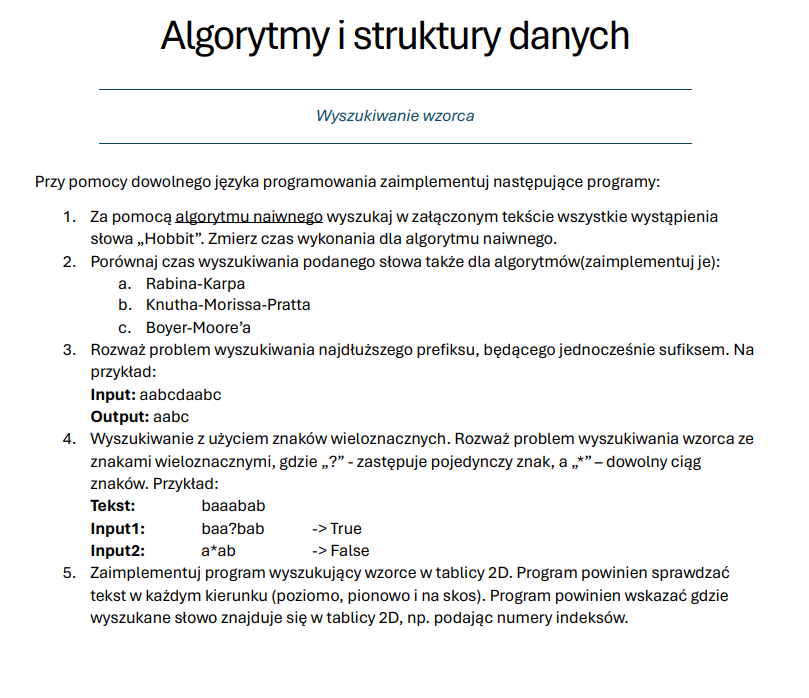 Algorytmy i struktury danych
Wyszukiwanie wzorca
Przy pomocy dowolnego języka programowania zaimplementuj następujące programy:
1. Za pomocą algorytmu naiwnego wyszukaj w załączonym tekście wszystkie wystąpienia
słowa „Hobbit”. Zmierz czas wykonania dla algorytmu naiwnego.
2. Porównaj czas wyszukiwania podanego słowa także dla algorytmów(zaimplementuj je):
a. Rabina-Karpa
b. Knutha-Morissa-Pratta
c. Boyer-Moore’a
3. Rozważ problem wyszukiwania najdłuższego prefiksu, będącego jednocześnie sufiksem. Na
przykład:
Input: aabcdaabc
Output: aabc
4. Wyszukiwanie z użyciem znaków wieloznacznych. Rozważ problem wyszukiwania wzorca ze
znakami wieloznacznymi, gdzie „?” - zastępuje pojedynczy znak, a „*” – dowolny ciąg
znaków. Przykład:
Tekst: baaabab
Input1: baa?bab -> True
Input2: a*ab -> False
5. Zaimplementuj program wyszukujący wzorce w tablicy 2D. Program powinien sprawdzać
tekst w każdym kierunku (poziomo, pionowo i na skos). Program powinien wskazać gdzie
wyszukane słowo znajduje się w tablicy 2D, np. podając numery indeksów.